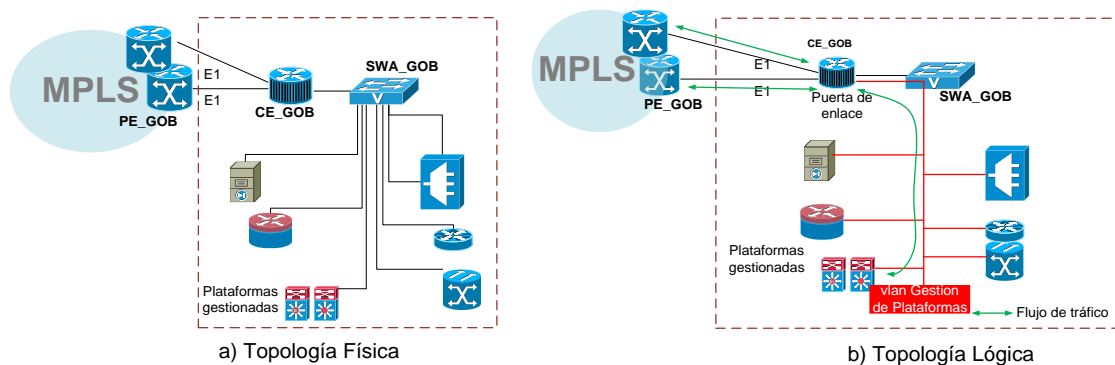 MPLS
PE_GOB
E1
E1
CE_GOB
SWA_GOB
V
Plataformas
gestionadas
a) Topología Física
MPLS
PE_GOB
E1
E1
CE_GOB
Puerta de
enlace
V
SWA_GOB
Plataformas
gestionadas
vlan Gestion
de Plataformas
Flujo de tráfico
b) Topología Lógica